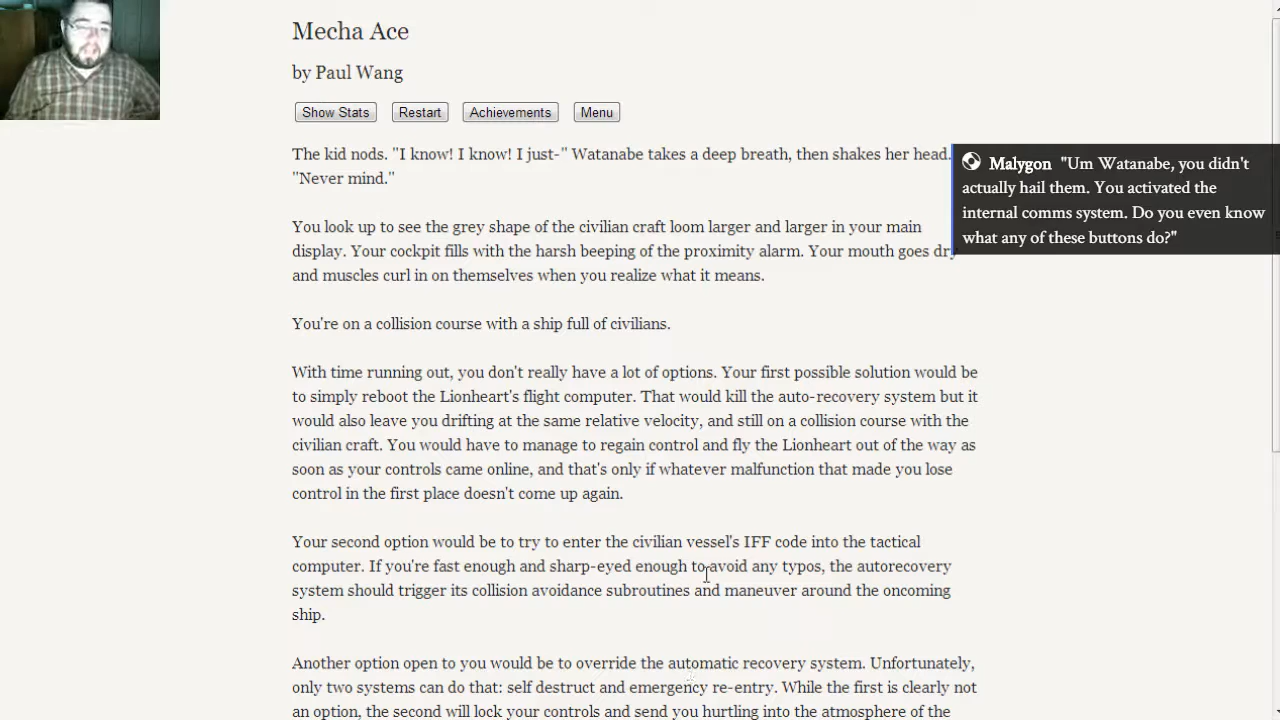 Mecha Ace
by Paul Wang
Show Stats
Restart
Achievements
Menu
The kid nods. "I know! I know! I just-" Watanabe takes a deep breath, then shakes her head.
"Never mind."
Malygon "Um Watanabe, you didn't
actually hail them. You activated the
internal comms system. Do you even know
what any of these buttons do?"
You look up to see the grey shape of the civilian craft loom larger and larger in your main
display. Your cockpit fills with the harsh beeping of the proximity alarm. Your mouth goes dry
and muscles curl in on themselves when you realize what it means.
You're on a collision course with a ship full of civilians.
With time running out, you don't really have a lot of options. Your first possible solution would be
to simply reboot the Lionheart's flight computer. That would kill the auto-recovery system but it
would also leave you drifting at the same relative velocity, and still on a collision course with the
civilian craft. You would have to manage to regain control and fly the Lionheart out of the way as
soon as your controls came online, and that's only if whatever malfunction that made you lose
control in the first place doesn't come up again.
Your second option would be to try to enter the civilian vessel's IFF code into the tactical
computer. If you're fast enough and sharp-eyed enough to avoid any typos, the autorecovery
system should trigger its collision avoidance subroutines and maneuver around the oncoming
ship.
Another option open to you would be to override the automatic recovery system. Unfortunately,
only two systems can do that: self destruct and emergency re-entry. While the first is clearly not
an option, the second will lock your controls and send you hurtling into the atmosphere of the